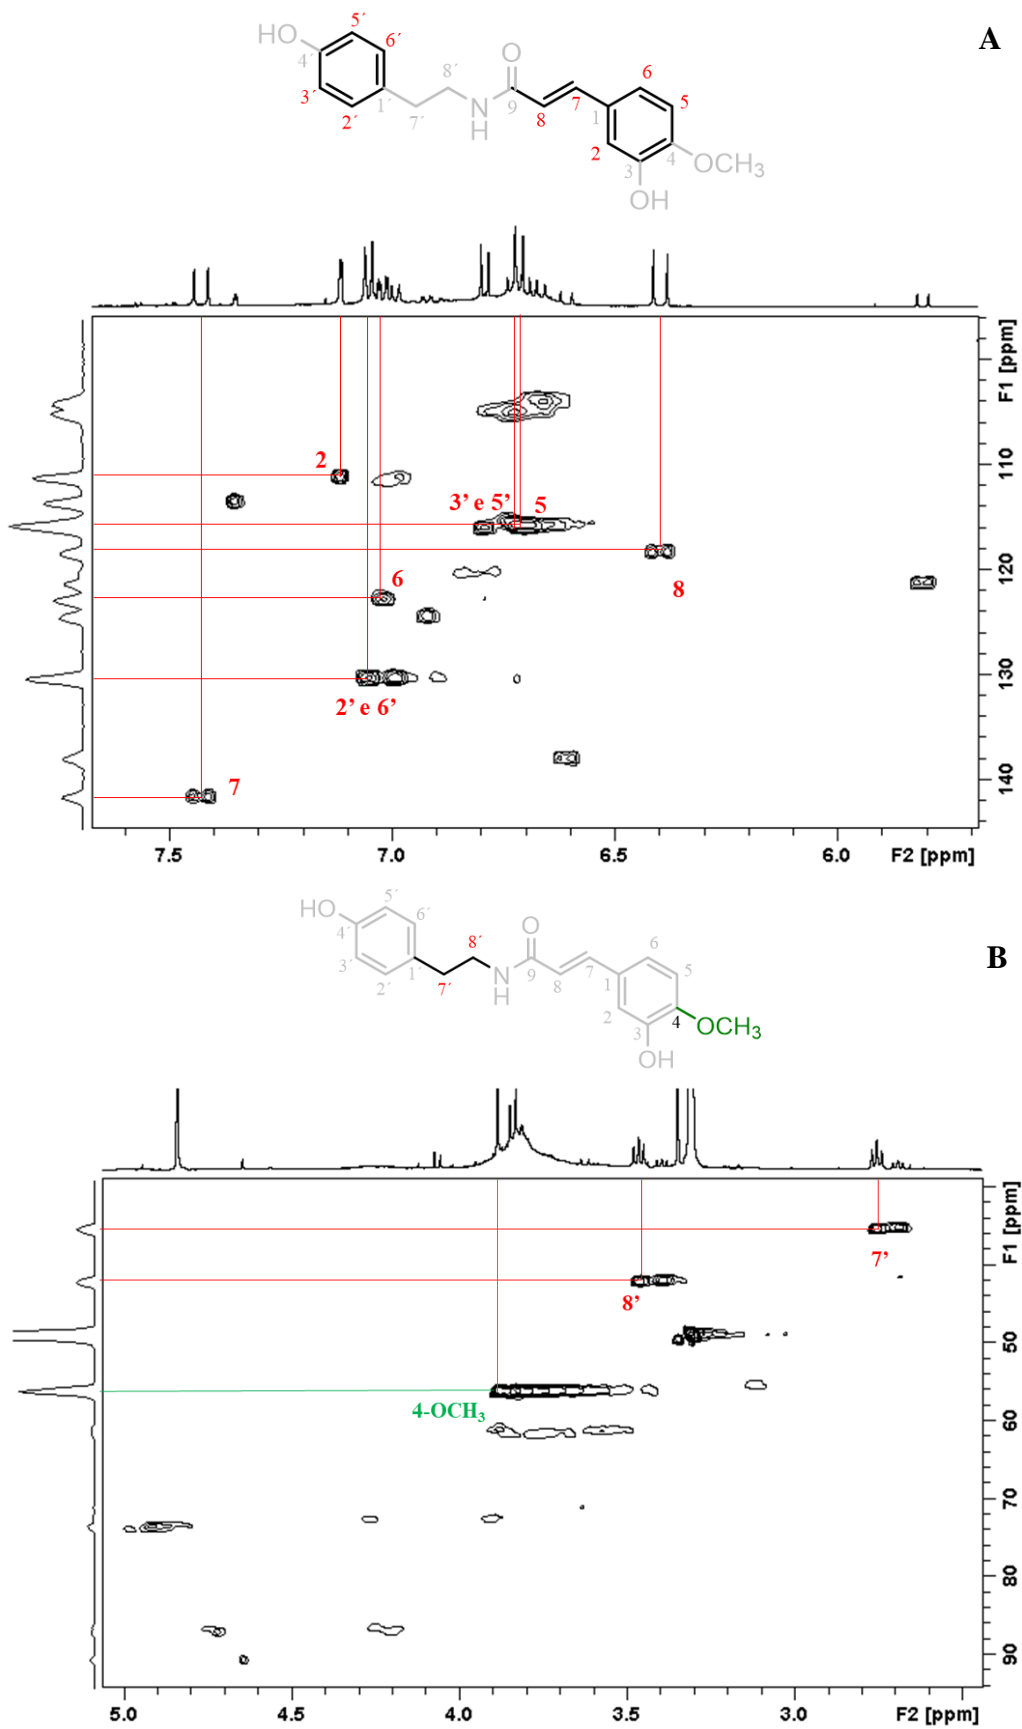 A
HO
5´
6´
4´
3´
2´
1´
7´
8´
N
H
O
9
8
7
1
6
5
2
3
4
OCH3
OH
2
3’ e 5’
5
6
8
2’ e 6’
7
110
120
130
140
F1 [ppm]
7.5
7.0
6.5
6.0
F2 [ppm]
B
HO
5´
6´
4´
3´
2´
1´
7´
8´
N
H
O
9
8
7
1
6
5
2
3
4
OCH3
OH
7’
8’
4-OCH3
50
60
70
80
90
F1 [ppm]
5.0
4.5
4.0
3.5
3.0
F2 [ppm]